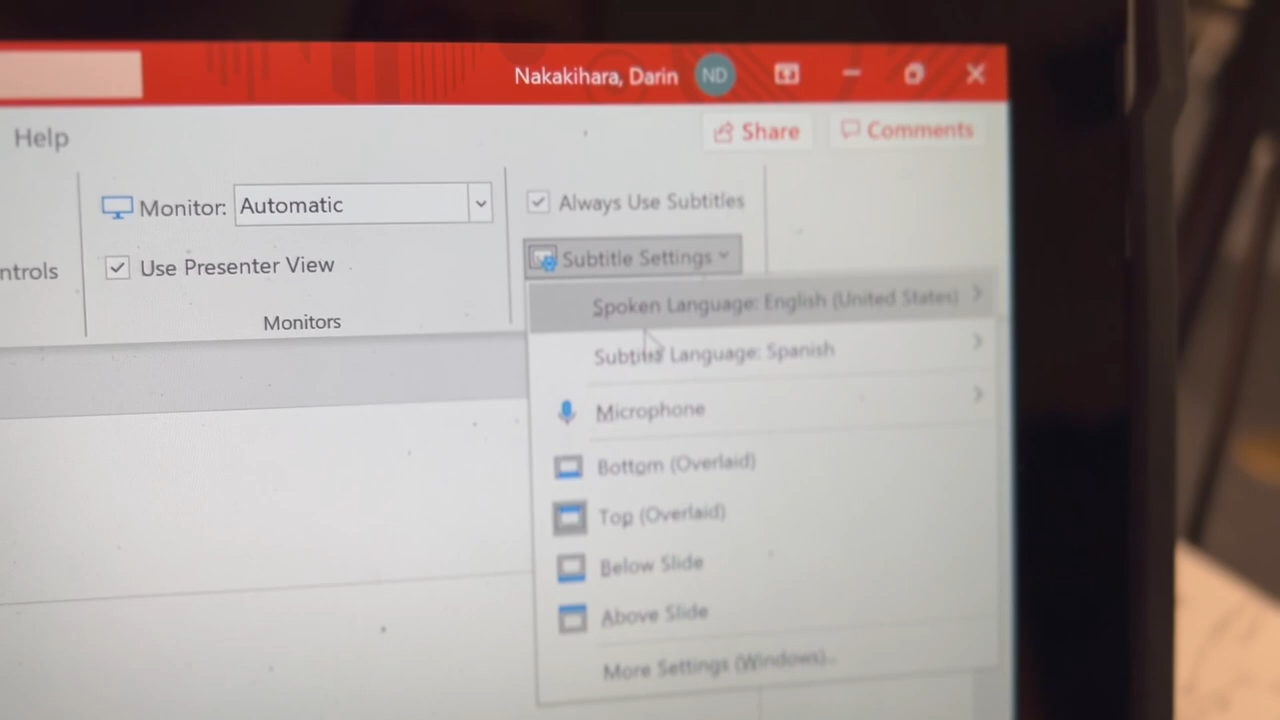 Nakakihara, Darin ND
Help
Share
Comments
Monitor: Automatic
Always Use Subtitles
ntrols
Use Presenter View
Subtitle Settings
Monitors
Spoken Language: English (United States)
Subtitle Language: Spanish
Microphone
Bottom (Overlaid)
Top (Overlaid)
Below Slide
Above Slide
More Settings (Windows)...